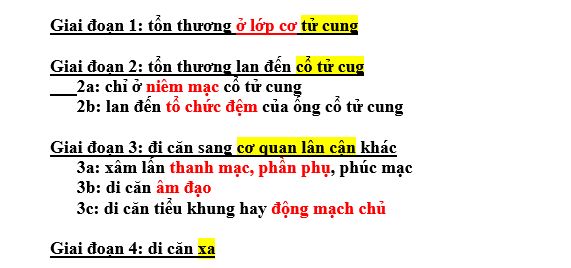 Giai đoạn 1: tổn thương ở lớp cơ tử cung
Giai đoạn 2: tổn thương lan đến cổ tử cug
2a: chỉ ở niêm mạc cổ tử cung
2b: lan đến tổ chức đệm của ống cổ tử cung
Giai đoạn 3: đi căn sang cơ quan lân cận khác
3a: xâm lấn thanh mạc, phần phụ, phúc mạc
3b: di căn âm đạo
3c: di căn tiểu khung hay động mạch chủ
Giai đoạn 4: di căn xa